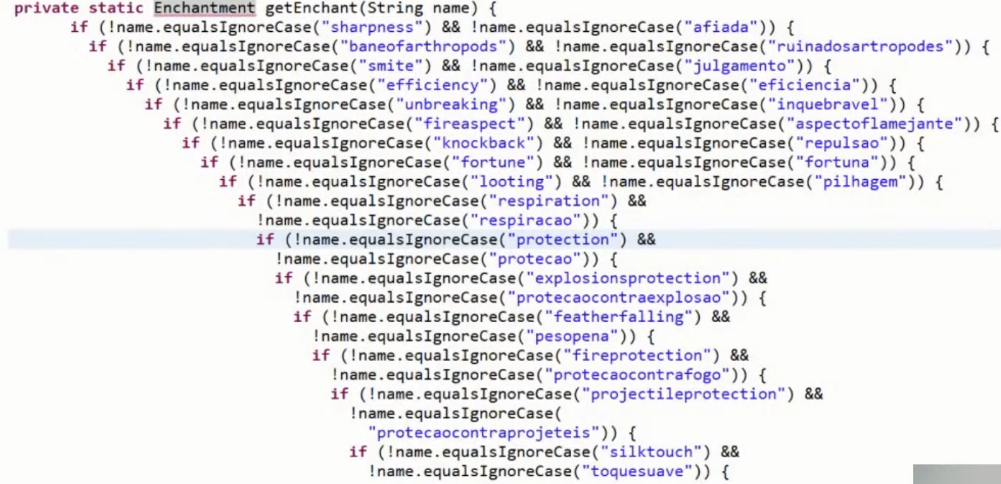 private static Enchantment getEnchant(String name) {
if (!name.equalsIgnoreCase("sharpness") && !name.equalsIgnoreCase("afiada")) {
if (!name.equalsIgnoreCase("baneofarthropods") && !name.equalsIgnoreCase("ruinadosartropodes")) {
if (!name.equalsIgnoreCase("smite") && !name.equalsIgnoreCase("julgamento")) {
if (!name.equalsIgnoreCase("efficiency") && !name.equalsIgnoreCase("eficiencia")) {
if (!name.equalsIgnoreCase("unbreaking") && !name.equalsIgnoreCase("inquebravel")) {
if (!name.equalsIgnoreCase("fireaspect") && !name.equalsIgnoreCase("aspectoflamejante")) {
if (!name.equalsIgnoreCase("knockback") && !name.equalsIgnoreCase("repulsao")) {
if (!name.equalsIgnoreCase("fortune") && !name.equalsIgnoreCase("fortuna")) {
if (!name.equalsIgnoreCase("looting") && !name.equalsIgnoreCase("pilhagem")) {
if (!name.equalsIgnoreCase("respiration") &&
!name.equalsIgnoreCase("respiracao")) {
if (!name.equalsIgnoreCase("protection") &&
!name.equalsIgnoreCase("protecao")) {
if (!name.equalsIgnoreCase("explosionsprotection") &&
!name.equalsIgnoreCase("protecaocontraexplosao")) {
if (!name.equalsIgnoreCase("featherfalling") &&
!name.equalsIgnoreCase("pesopena")) {
if (!name.equalsIgnoreCase("fireprotection") &&
!name.equalsIgnoreCase("protecaocontrafogo")) {
if (!name.equalsIgnoreCase("projectileprotection") &&
!name.equalsIgnoreCase(
"protecaocontraprojeteis")) {
if (!name.equalsIgnoreCase("silktouch") &&
!name.equalsIgnoreCase("toquesuave")) {